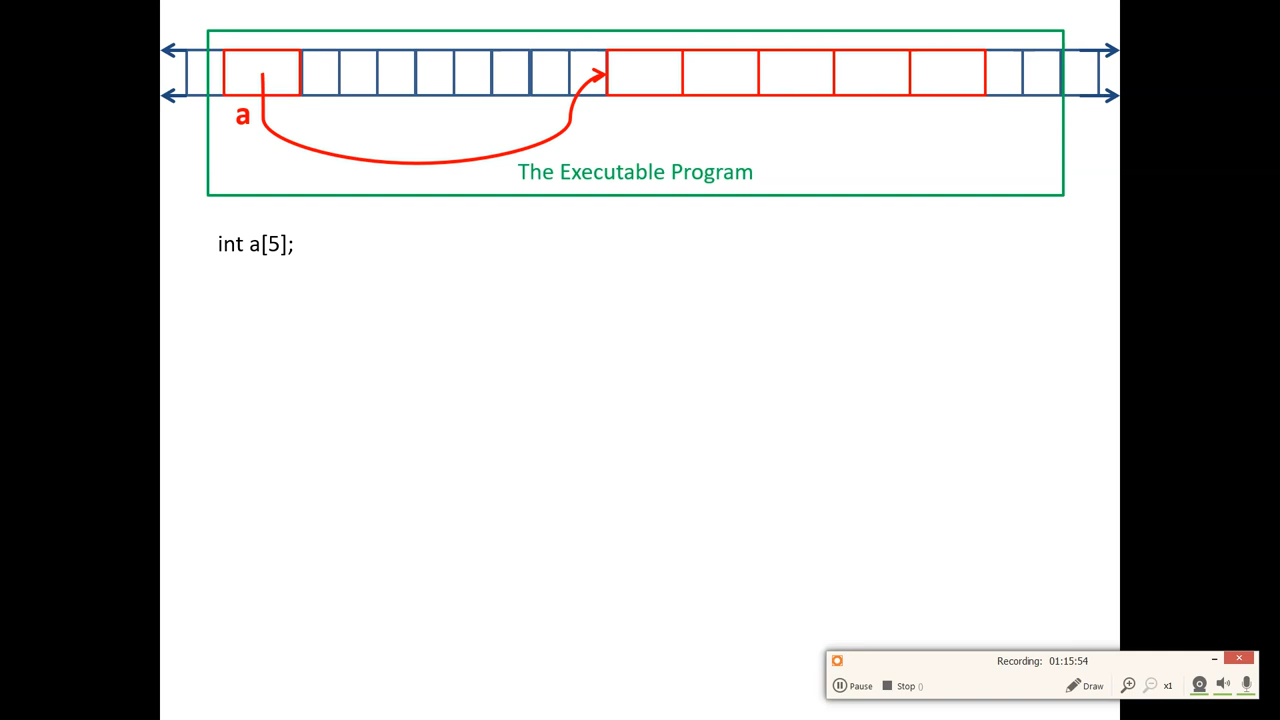 a
The Executable Program
int a[5];
Recording: 01:15:54
Pause Stop () Draw x1